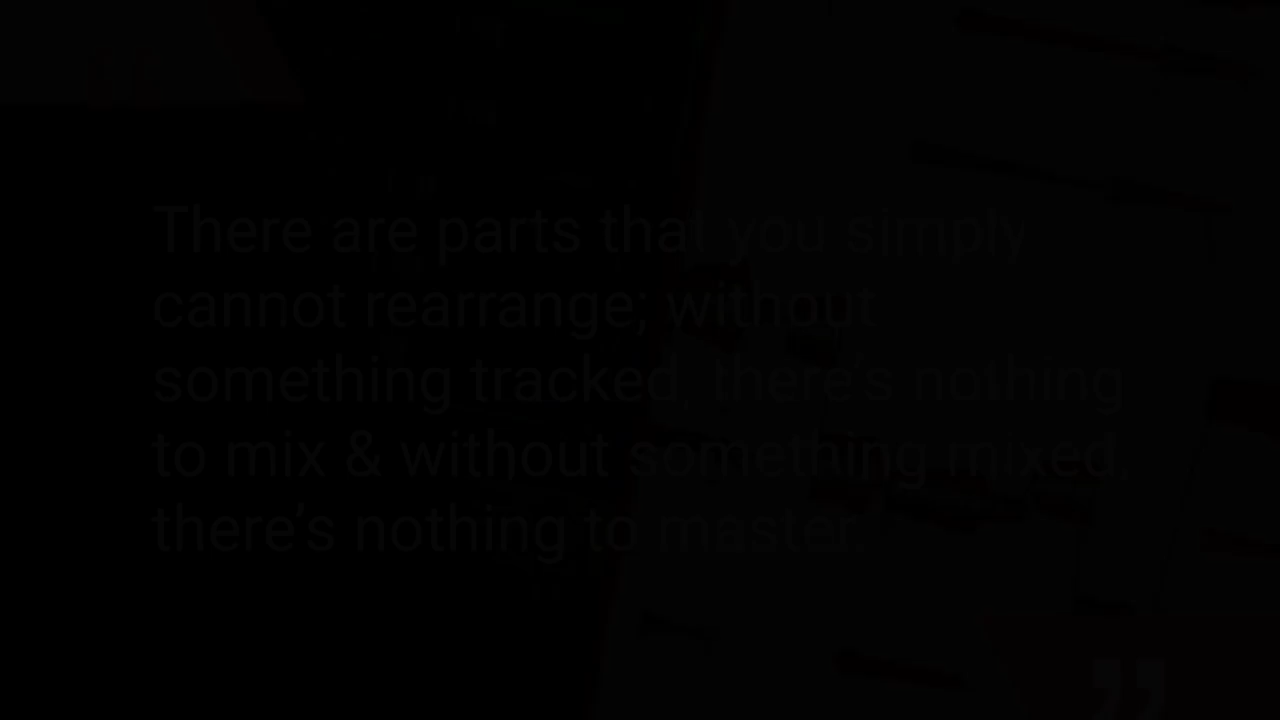 There are parts that you simply
cannot rearrange; without
something tracked, there’s nothing
to mix & without something mixed,
there’s nothing to master.
”